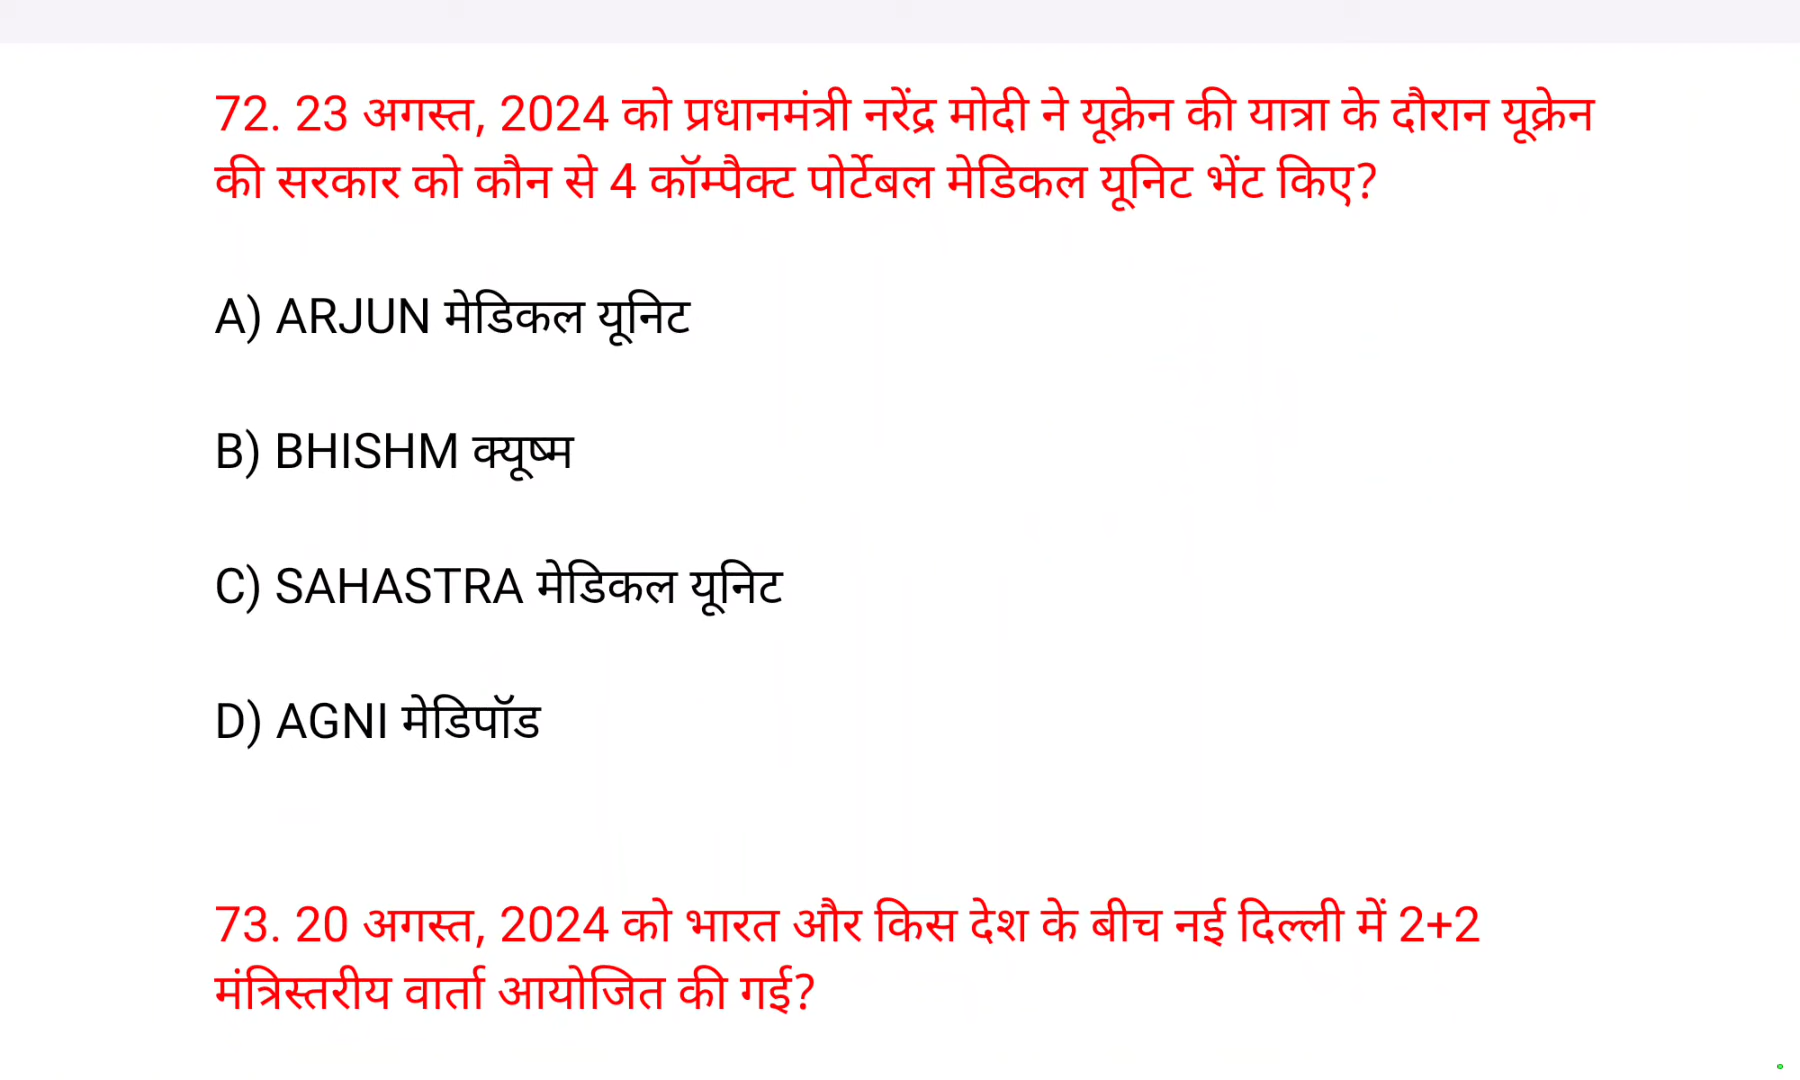 72. 23 अगस्त, 2024 को प्रधानमंत्री नरेंद्र मोदी ने यूक्रेन की यात्रा के दौरान यूक्रेन
की सरकार को कौन से 4 कॉम्पैक्ट पोर्टेबल मेडिकल यूनिट भेंट किए?
A) ARJUN मेडिकल यूनिट
B) BHISHM क्यूष्म
C) SAHASTRA मेडिकल यूनिट
D) AGNI मेडिपॉड
73. 20 अगस्त, 2024 को भारत और किस देश के बीच नई दिल्ली में 2+2
मंत्रिस्तरीय वार्ता आयोजित की गई?